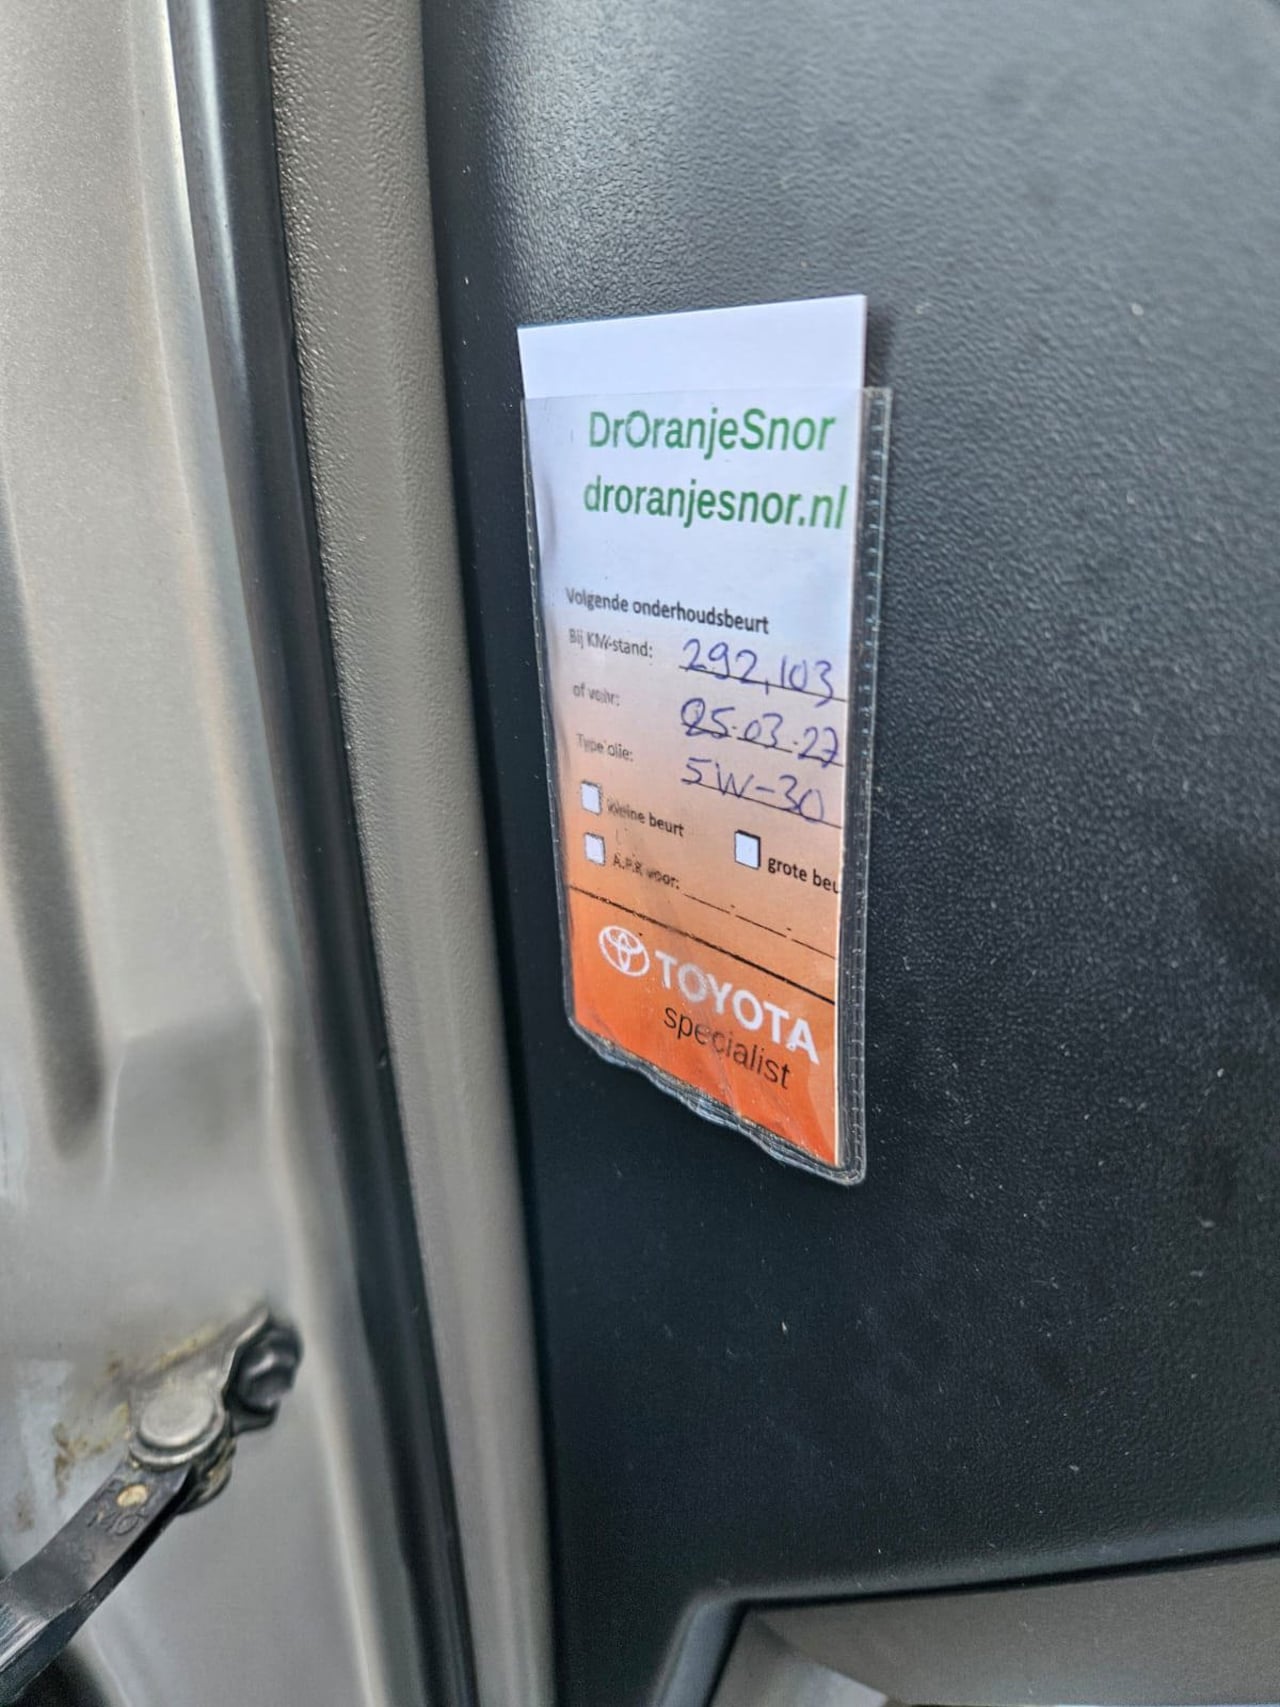 DrOranjeSnor
droranjesnor.nl
Volgende onderhoudsbeurt
Bij KM-stand: 292,103
of voor: 25-03-27
Type olie: 5W-30
kleine beurt grote beu
A.P.K voor:
TOYOTA
specialist